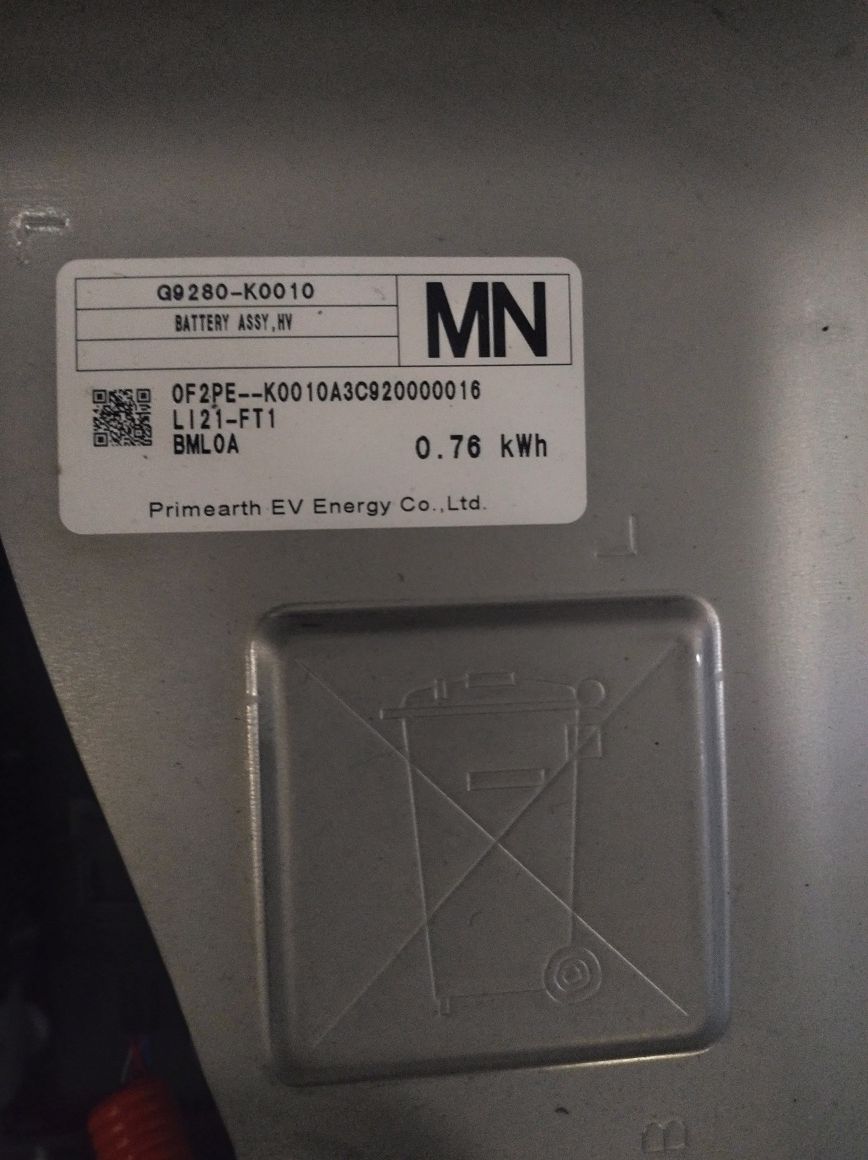 G9280-K0010
MN
BATTERY ASSY,HV
0F2PE--K0010A3C920000016
LI21-FT1
BML0A
0.76 kWh
Primearth EV Energy Co.,Ltd.